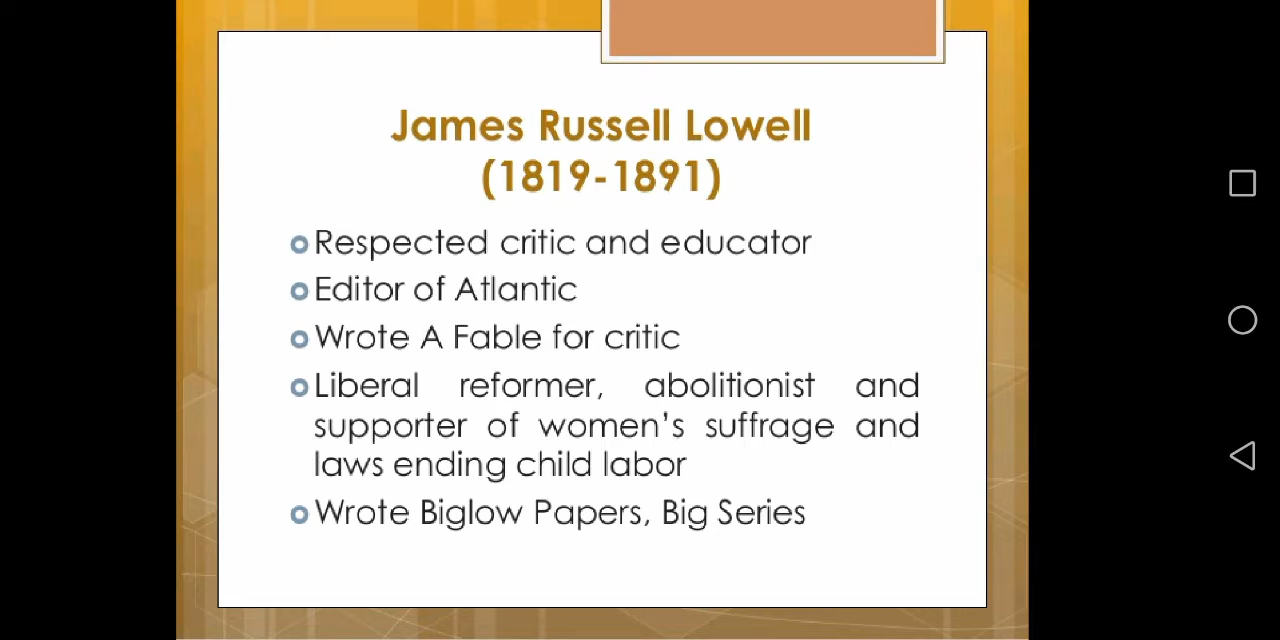 James Russell Lowell
(1819-1891)
Respected critic and educator
Editor of Atlantic
Wrote A Fable for critic
Liberal reformer, abolitionist and
supporter of women's suffrage and
laws ending child labor
Wrote Biglow Papers, Big Series